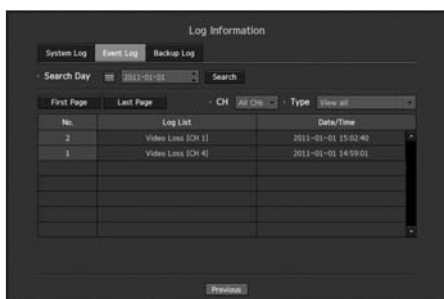 Log Information
System Log Event Log Backup Log
· Search Day 2011-01-01 Search
First Page Last Page · CH All CHs · Type View all
No. Log List Date/Time
2 Video Loss [CH 1] 2011-01-01 15:02:40
1 Video Loss [CH 4] 2011-01-01 14:59:01
Previous